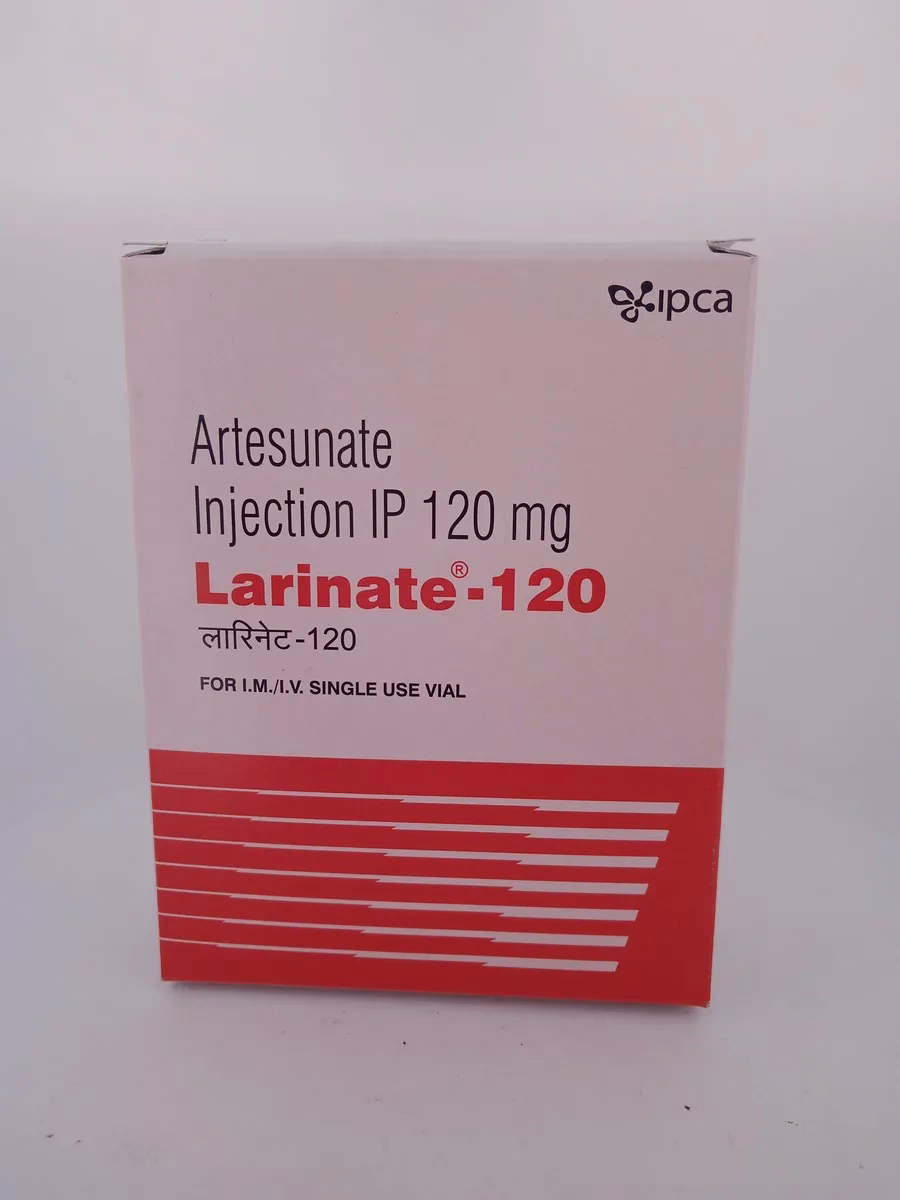 ipca
Artesunate
Injection IP 120 mg
Larinate®-120
लारिनेट-120
FOR I.M./I.V. SINGLE USE VIAL